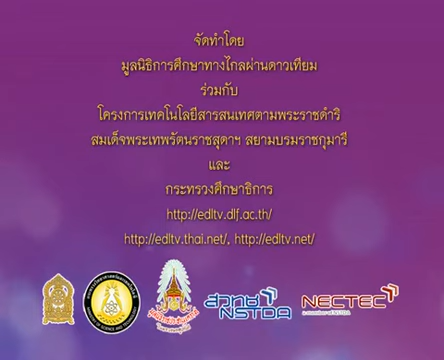 จัดทำโดย
มูลนิธิการศึกษาทางไกลผ่านดาวเทียม
ร่วมกับ
โครงการเทคโนโลยีสารสนเทศตามพระราชดำริ
สมเด็จพระเทพรัตนราชสุดาฯ สยามบรมราชกุมารี
และ
กระทรวงศึกษาธิการ
http://edltv.dlf.ac.th/
http://edltv.thai.net/, http://edltv.net/
สวทช
NSTDA
NECTEC
a member of NSTDA